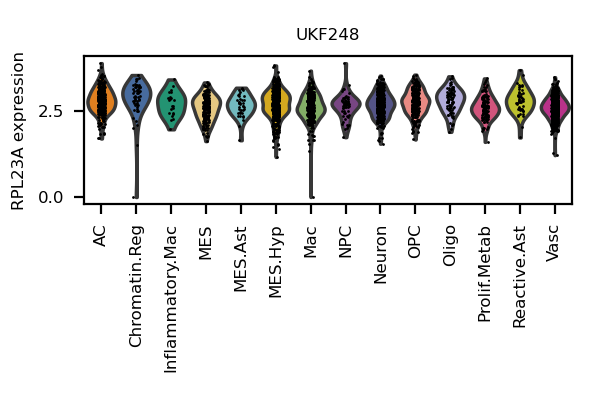 UKF248
RPL23A expression
2.5
0.0
AC
Chromatin.Reg
Inflammatory.Mac
MES
MES.Ast
MES.Hyp
Mac
NPC
Neuron
OPC
Oligo
Prolif.Metab
Reactive.Ast
Vasc